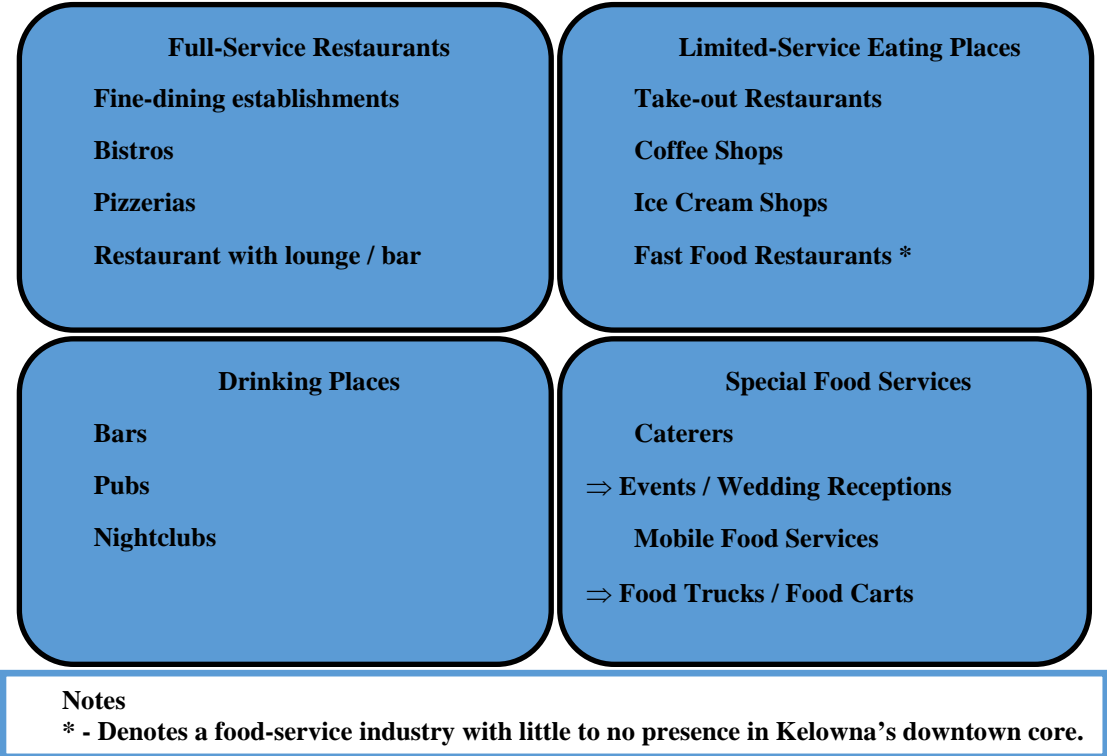 Full-Service Restaurants
Fine-dining establishments
Bistros
Pizzerias
Restaurant with lounge / bar
Limited-Service Eating Places
Take-out Restaurants
Coffee Shops
Ice Cream Shops
Fast Food Restaurants *
Drinking Places
Bars
Pubs
Nightclubs
Special Food Services
Caterers
⇒ Events / Wedding Receptions
Mobile Food Services
⇒ Food Trucks / Food Carts
Notes
* - Denotes a food-service industry with little to no presence in Kelowna’s downtown core.